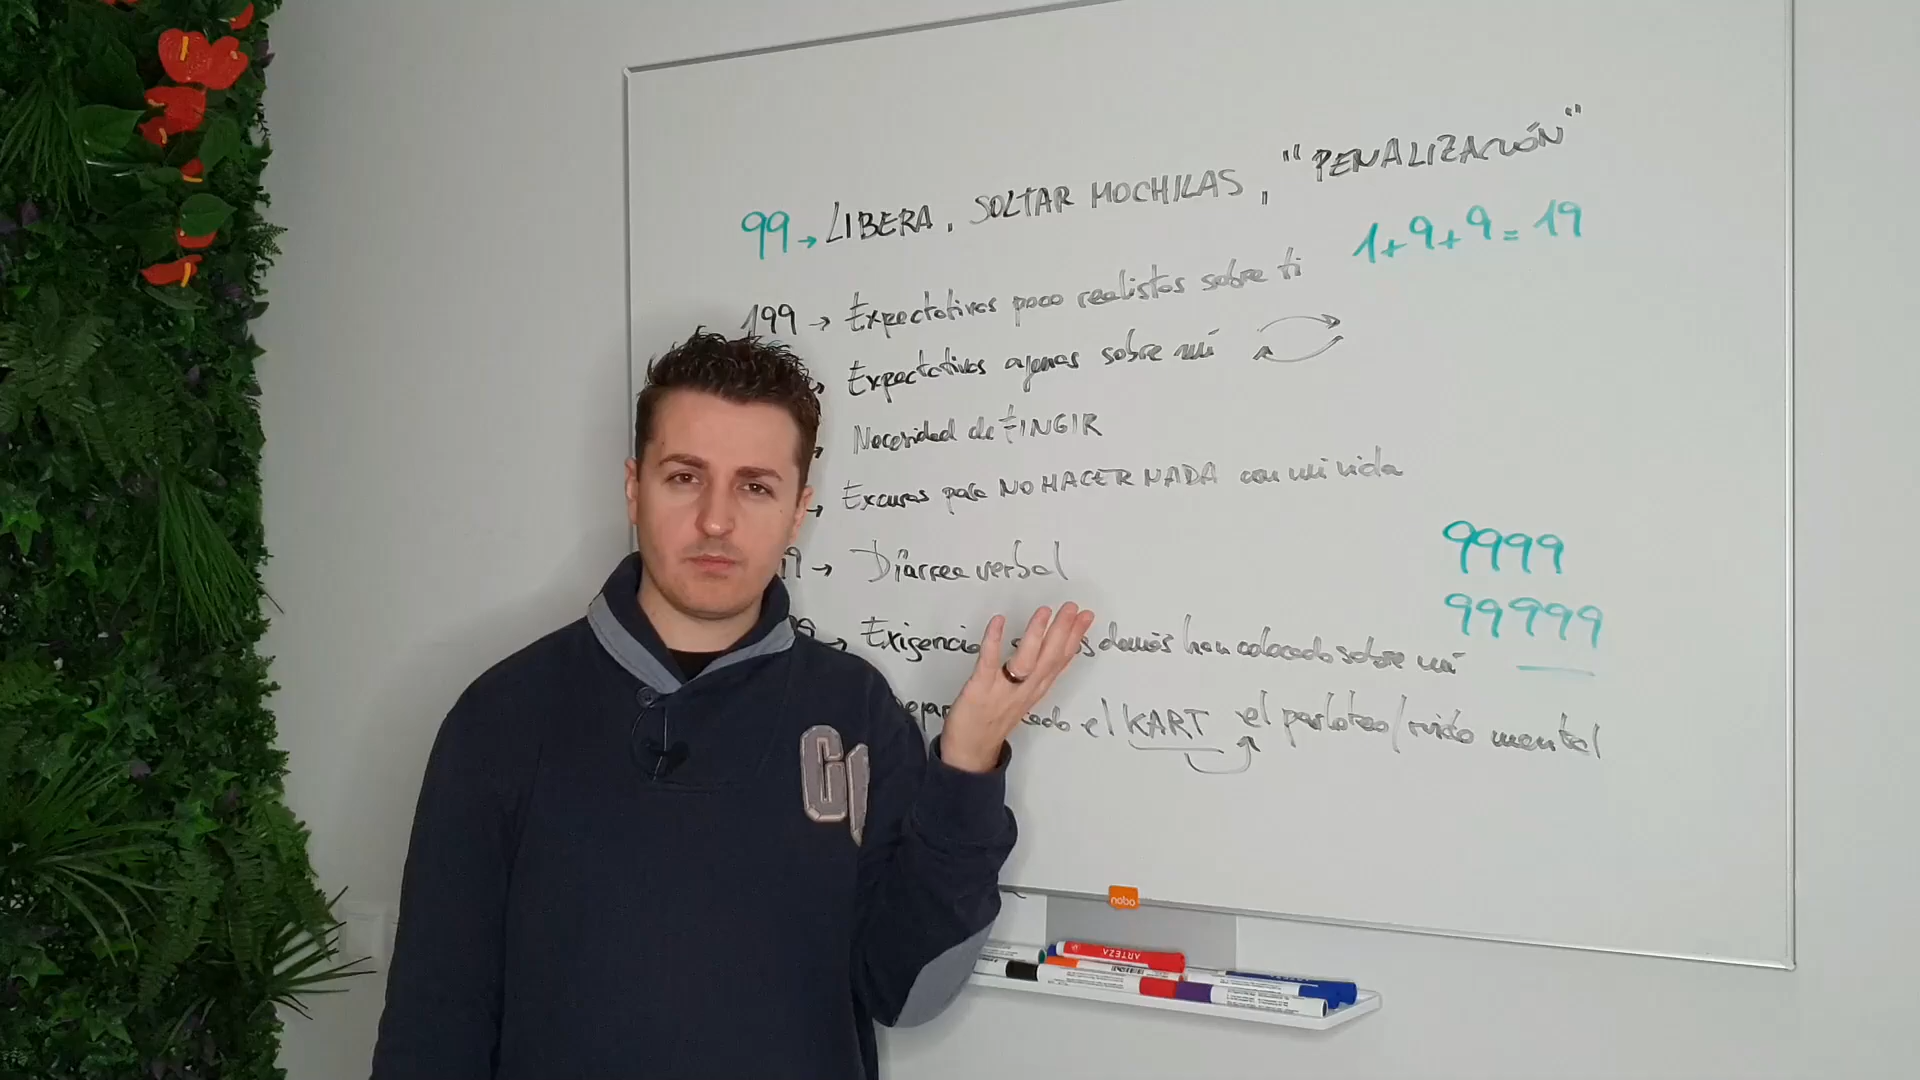 99 → LIBERA, SOLTAR MOCHILAS, "PENALIZACIÓN"
1+9+9=19
199 → Expectativas poco realistas sobre ti
Expectativas ajenas sobre mí
Necesidad de FINGIR
Excusas para NO HACER NADA con mi vida
9999
→ Diarrea verbal
99999
→ Exigencia demás han colocado sobre mí
el KART el parloteo/ruido mental
nobo
ARTEZA